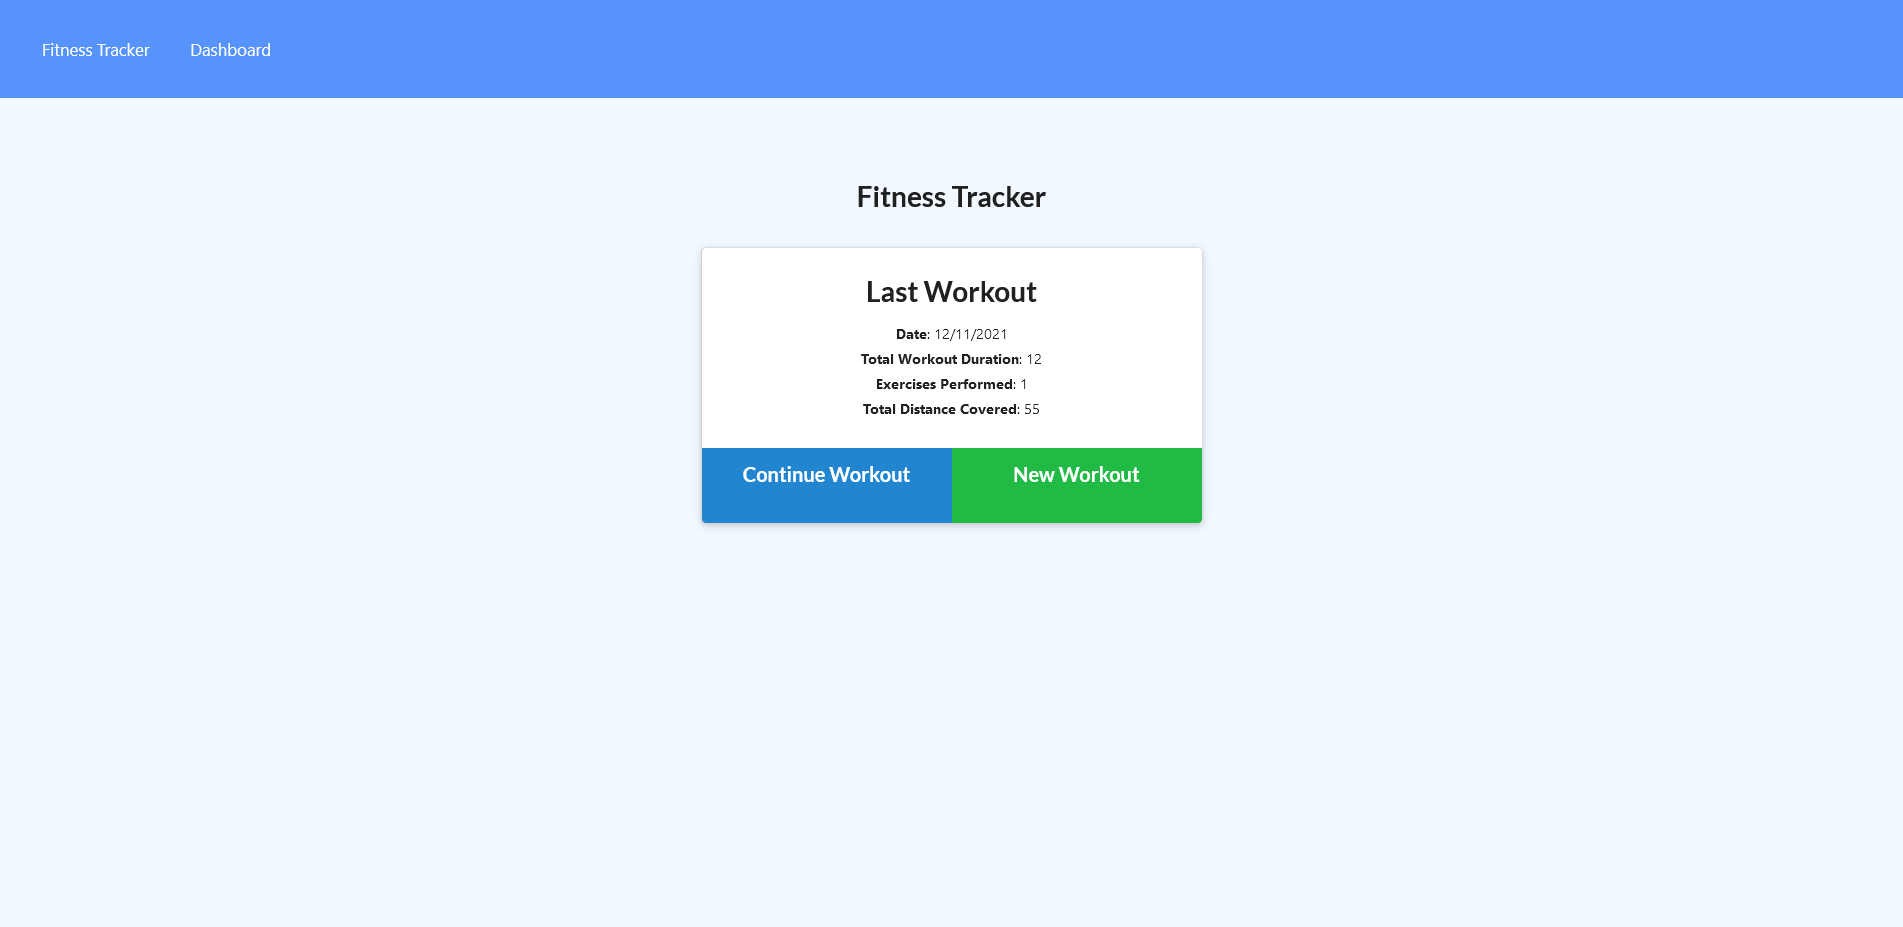 Fitness Tracker Dashboard
Fitness Tracker
Last Workout
Date: 12/11/2021
Total Workout Duration: 12
Exercises Performed: 1
Total Distance Covered: 55
Continue Workout New Workout